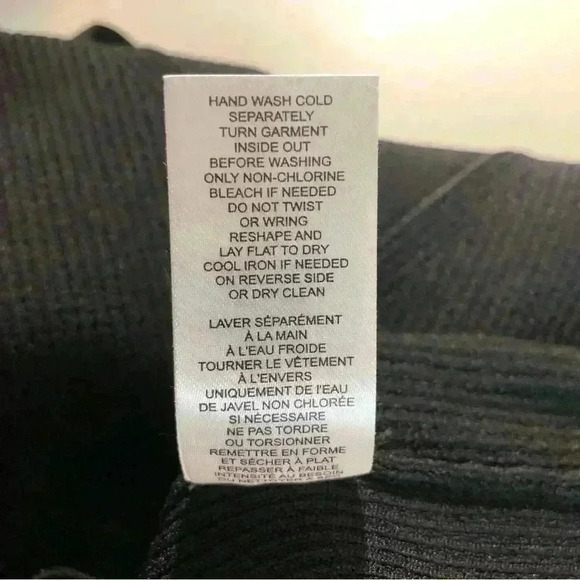 HAND WASH COLD
SEPARATELY
TURN GARMENT
INSIDE OUT
BEFORE WASHING
ONLY NON-CHLORINE
BLEACH IF NEEDED
DO NOT TWIST
OR WRING
RESHAPE AND
LAY FLAT TO DRY
COOL IRON IF NEEDED
ON REVERSE SIDE
OR DRY CLEAN
LAVER SÉPARÉMENT
À LA MAIN
À L'EAU FROIDE
TOURNER LE VÊTEMENT
À L'ENVERS
UNIQUEMENT DE l'EAU
DE JAVEL NON CHLORÉE
SI NÉCESSAIRE
NE PAS TORDRE
OU TORSIONNER
REMETTRE EN FORME
ET SÉCHER À PLAT
REPASSER À FAIBLE
INTENSITÉ AU BESOIN